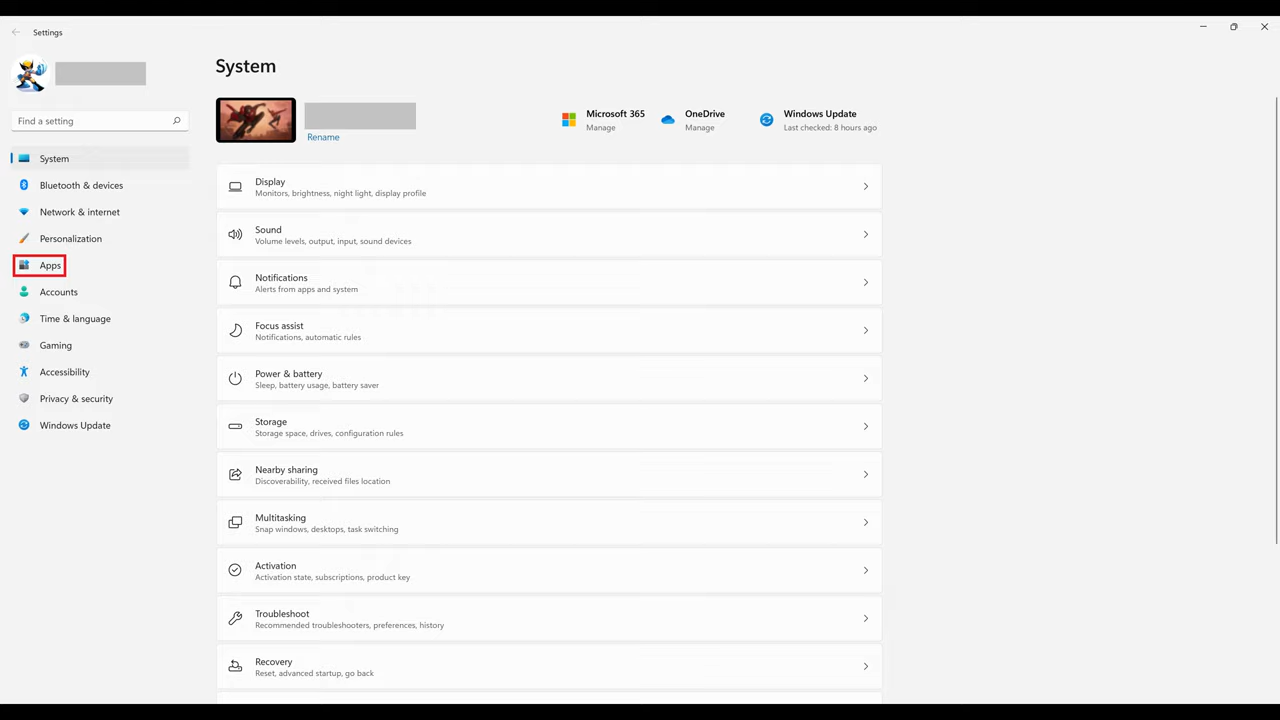 Settings
Find a setting
System
Bluetooth & devices
Network & internet
Personalization
Apps
Accounts
Time & language
Gaming
Accessibility
Privacy & security
Windows Update
System
Rename
Microsoft 365
Manage
OneDrive
Manage
Windows Update
Last checked: 8 hours ago
Display
Monitors, brightness, night light, display profile
Sound
Volume levels, output, input, sound devices
Notifications
Alerts from apps and system
Focus assist
Notifications, automatic rules
Power & battery
Sleep, battery usage, battery saver
Storage
Storage space, drives, configuration rules
Nearby sharing
Discoverability, received files location
Multitasking
Snap windows, desktops, task switching
Activation
Activation state, subscriptions, product key
Troubleshoot
Recommended troubleshooters, preferences, history
Recovery
Reset, advanced startup, go back